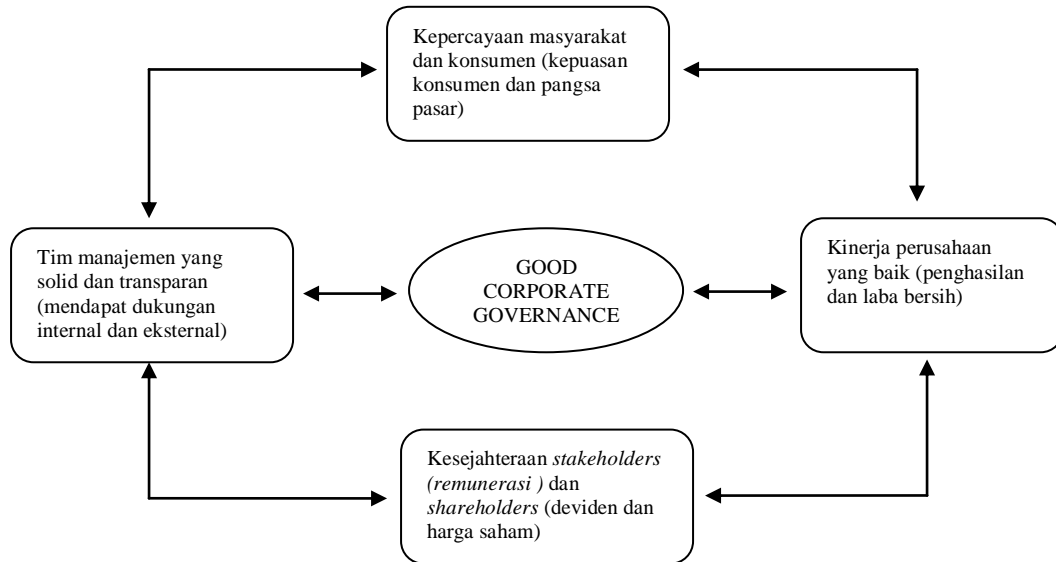 Kepercayaan masyarakat
dan konsumen (kepuasan
konsumen dan pangsa
pasar)
Tim manajemen yang
solid dan transparan
(mendapat dukungan
internal dan eksternal)
GOOD
CORPORATE
GOVERNANCE
Kinerja perusahaan
yang baik (penghasilan
dan laba bersih)
Kesejahteraan stakeholders
(remunerasi ) dan
shareholders (deviden dan
harga saham)